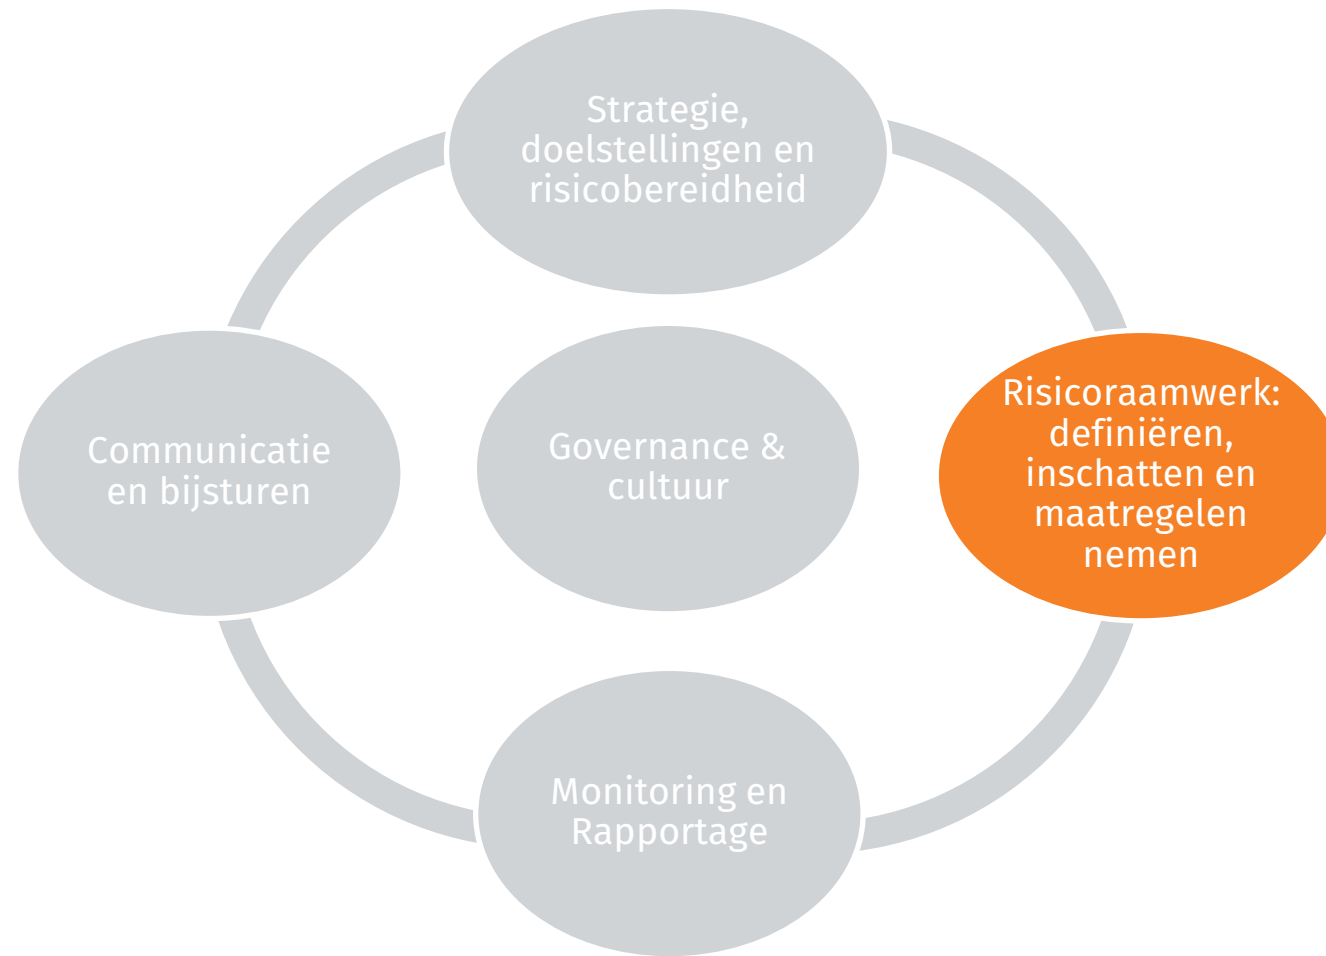 Strategie,
doelstellingen en
risicobereidheid
Risicoraamwerk:
definiëren,
inschatten en
maatregelen
nemen
Communicatie
en bijsturen
Governance &
cultuur
Monitoring en
Rapportage